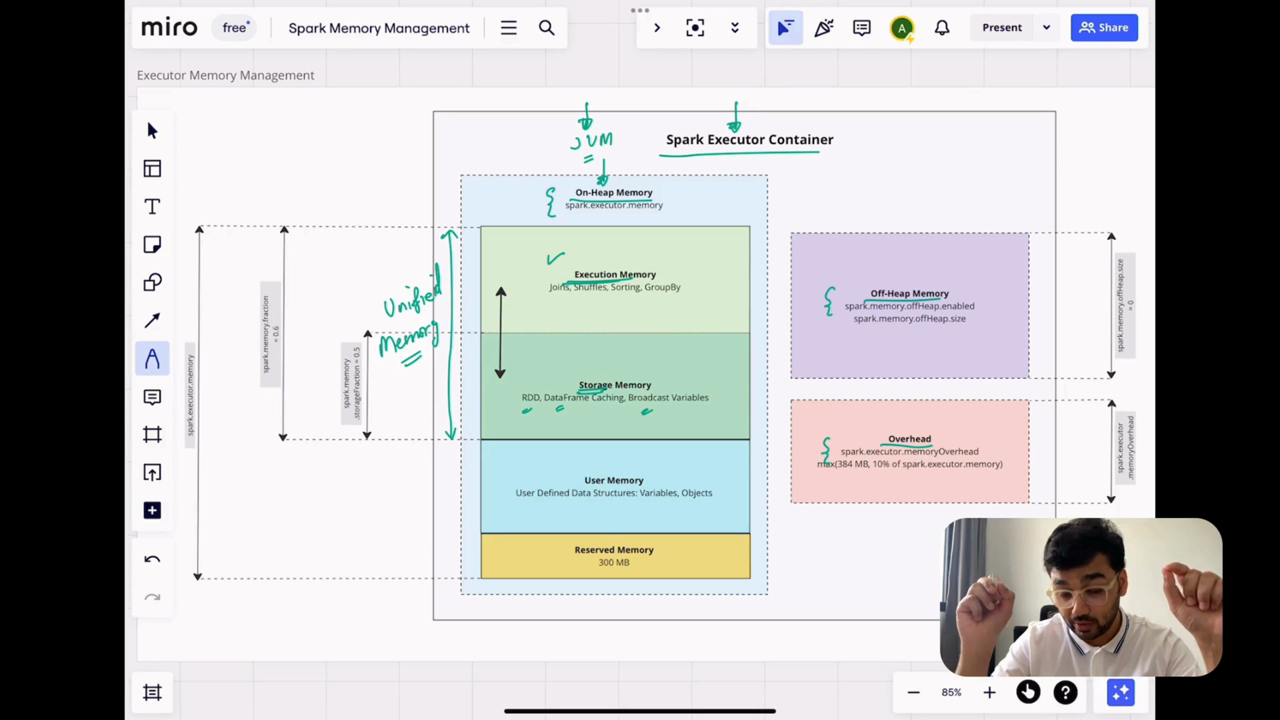 miro
free
Spark Memory Management
A
Present
Share
Executor Memory Management
JVM
Spark Executor Container
On-Heap Memory
spark.executor.memory
Execution Memory
Joins, Shuffles, Sorting, GroupBy
Unified
Memory
Storage Memory
RDD, DataFrame Caching, Broadcast Variables
User Memory
User Defined Data Structures: Variables, Objects
Reserved Memory
300 MB
spark.executor.memory
spark.memory.fraction
= 0.6
spark.memory
.storageFraction = 0.5
Off-Heap Memory
spark.memory.offHeap.enabled
spark.memory.offHeap.size
spark.memory.offHeap.size
= 0
Overhead
spark.executor.memoryOverhead
max(384 MB, 10% of spark.executor.memory)
spark.executor
.memoryOverhead
85%
?